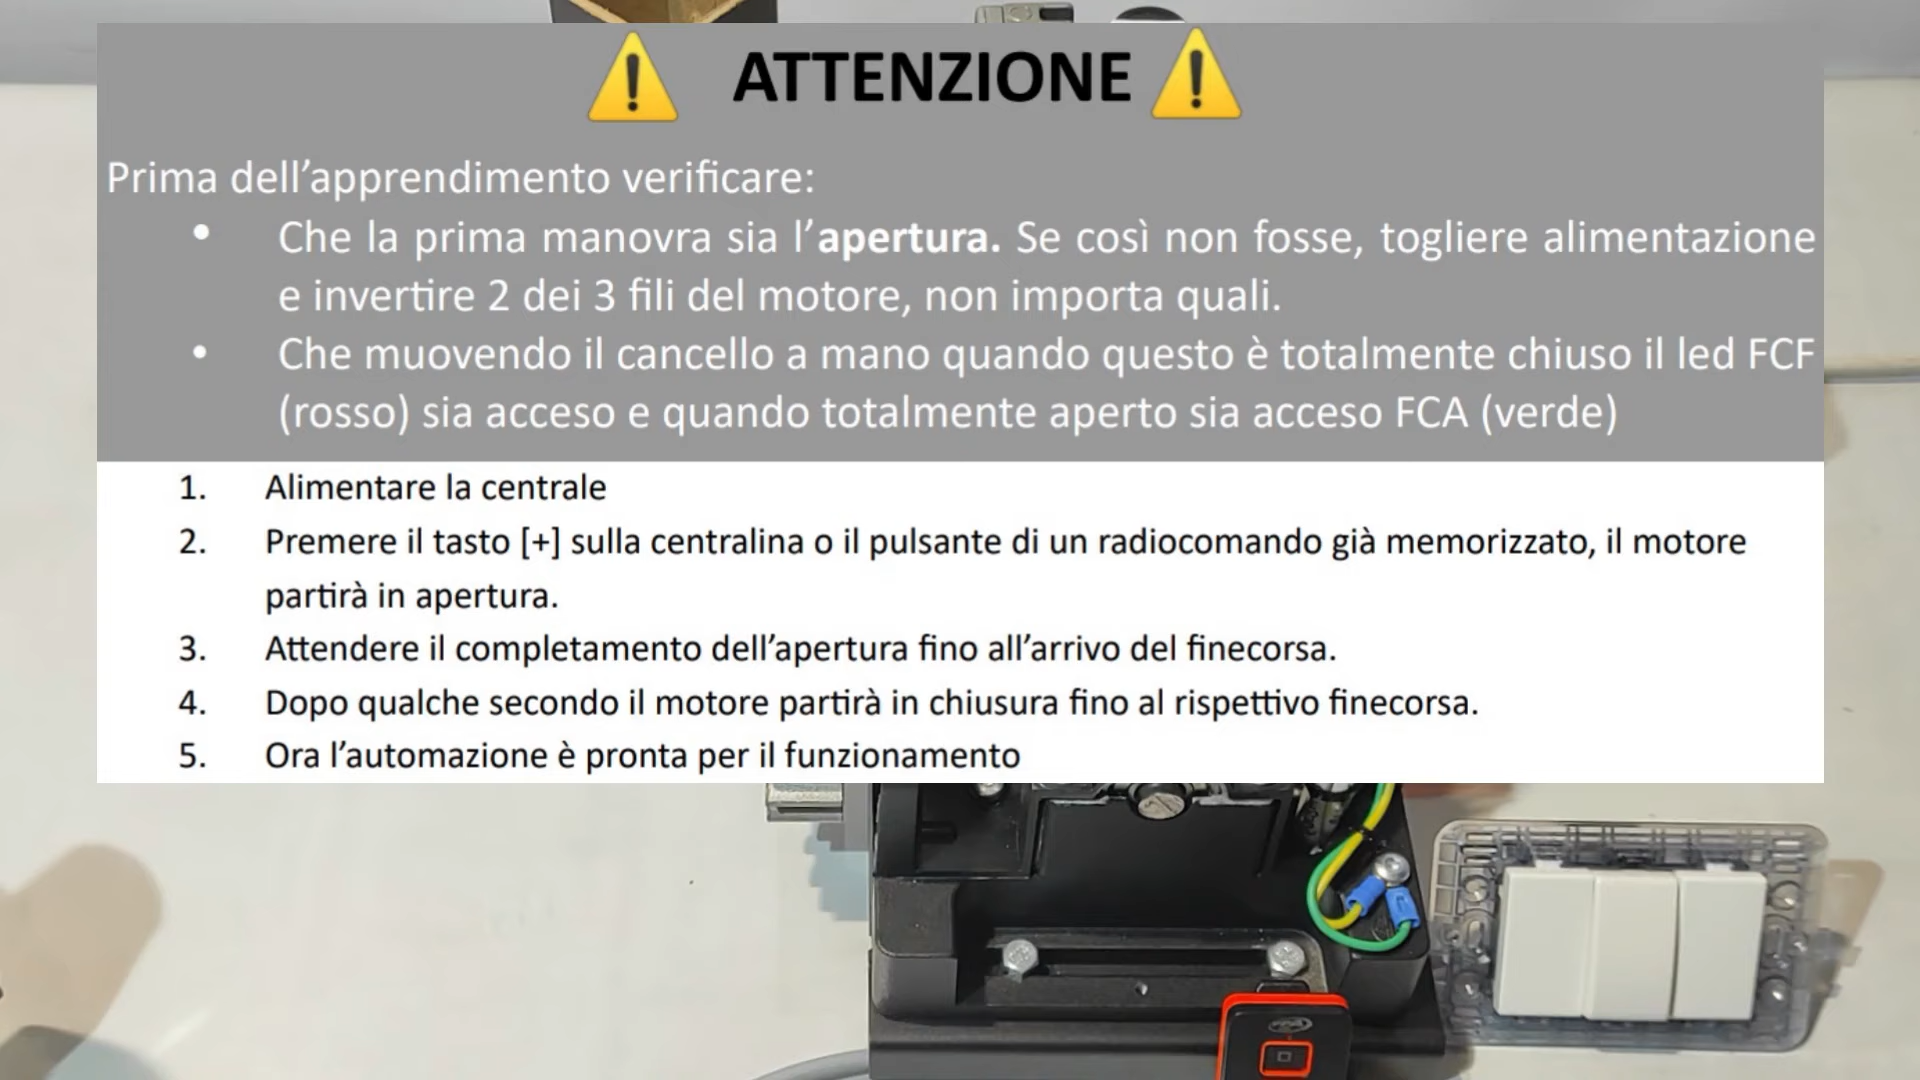 ATTENZIONE
Prima dell’apprendimento verificare:
• Che la prima manovra sia l’apertura. Se così non fosse, togliere alimentazione
e invertire 2 dei 3 fili del motore, non importa quali.
• Che muovendo il cancello a mano quando questo è totalmente chiuso il led FCF
(rosso) sia acceso e quando totalmente aperto sia acceso FCA (verde)
1. Alimentare la centrale
2. Premere il tasto [+] sulla centralina o il pulsante di un radiocomando già memorizzato, il motore
partirà in apertura.
3. Attendere il completamento dell’apertura fino all’arrivo del finecorsa.
4. Dopo qualche secondo il motore partirà in chiusura fino al rispettivo finecorsa.
5. Ora l’automazione è pronta per il funzionamento